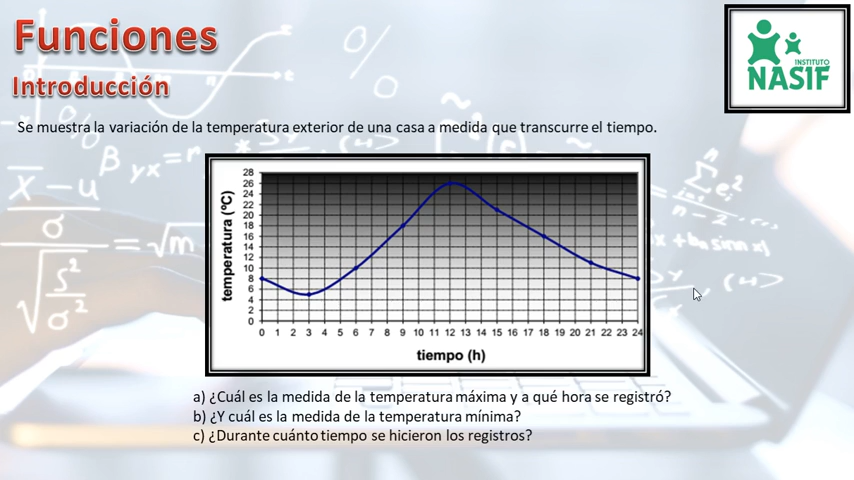 Funciones
Introducción
INSTITUTO
NASIF
Se muestra la variación de la temperatura exterior de una casa a medida que transcurre el tiempo.
temperatura (ºC)
28
26
24
22
20
18
16
14
12
10
8
6
4
2
0
0 1 2 3 4 5 6 7 8 9 10 11 12 13 14 15 16 17 18 19 20 21 22 23 24
tiempo (h)
a) ¿Cuál es la medida de la temperatura máxima y a qué hora se registró?
b) ¿Y cuál es la medida de la temperatura mínima?
c) ¿Durante cuánto tiempo se hicieron los registros?